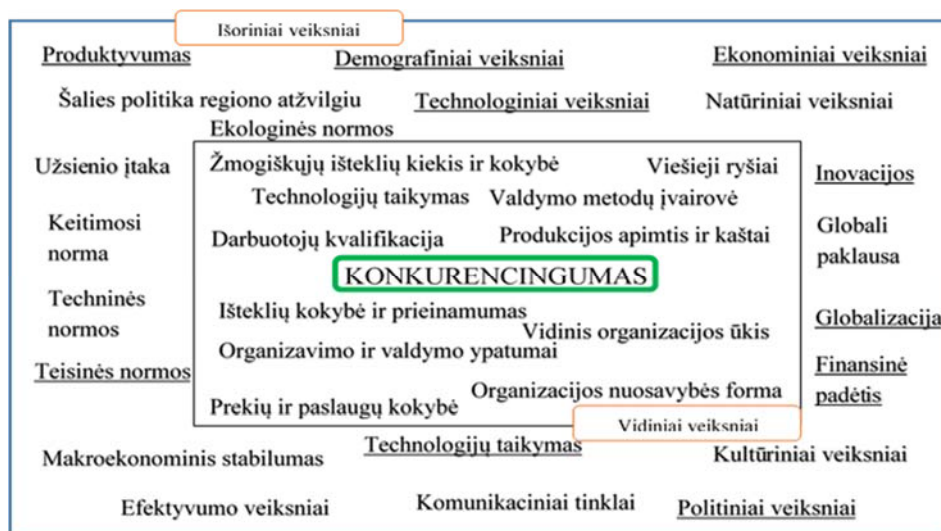 Išoriniai veiksniai
Produktyvumas
Demografiniai veiksniai
Ekonominiai veiksniai
Šalies politika regiono atžvilgiu
Technologiniai veiksniai
Natūriniai veiksniai
Ekologinės normos
Užsienio įtaka
Žmogiškųjų išteklių kiekis ir kokybė
Viešieji ryšiai
Inovacijos
Technologijų taikymas
Valdymo metodų įvairovė
Keitimosi
norma
Darbuotojų kvalifikacija
Produkcijos apimtis ir kaštai
Globali
paklausa
KONKURENCINGUMAS
Techninės
normos
Išteklių kokybė ir prieinamumas
Vidinis organizacijos ūkis
Globalizacija
Organizavimo ir valdymo ypatumai
Teisinės normos
Finansinė
padėtis
Organizacijos nuosavybės forma
Prekių ir paslaugų kokybė
Vidiniai veiksniai
Technologijų taikymas
Makroekonominis stabilumas
Kultūriniai veiksniai
Efektyvumo veiksniai
Komunikaciniai tinklai
Politiniai veiksniai